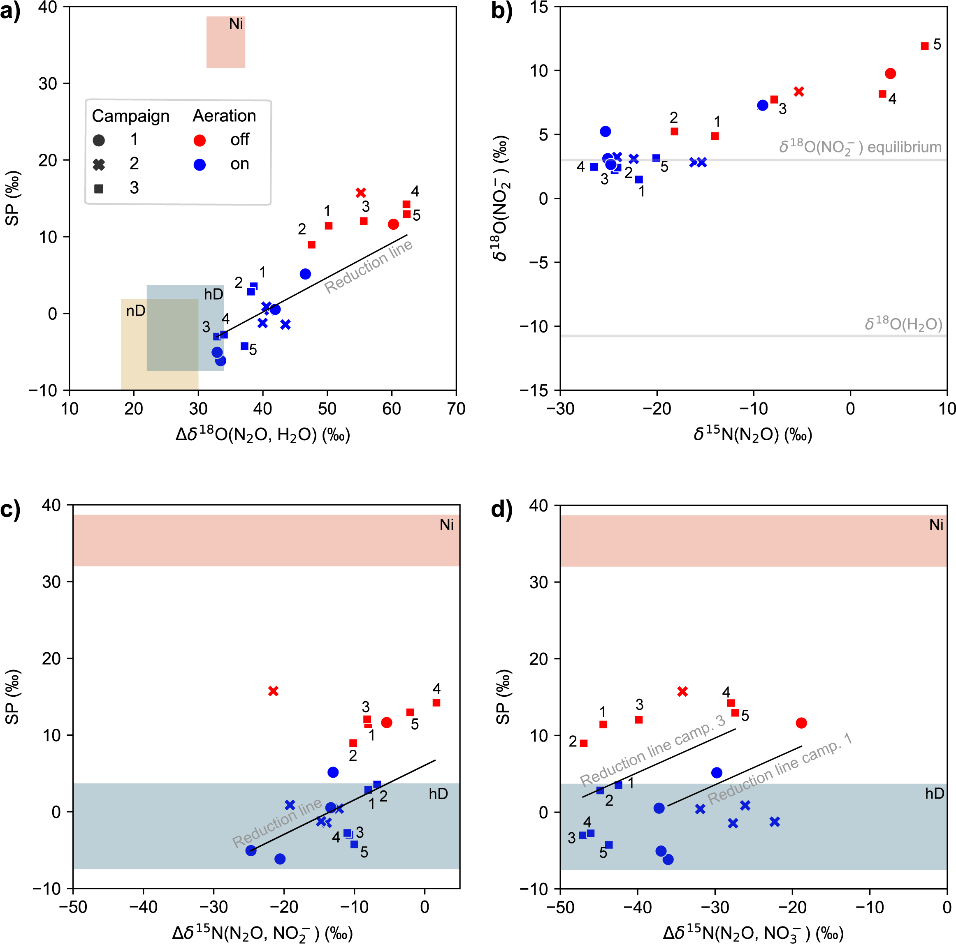 a)
40
30
20
10
0
−10
SP (‰)
Ni
Campaign Aeration
1 off
2 on
3
nD
hD
Reduction line
1
2
3
4
5
1
2
3
4
5
10 20 30 40 50 60 70
Δδ¹⁸O(N₂O, H₂O) (‰)
b)
15
10
5
0
−5
−10
−15
δ¹⁸O(NO₂⁻) (‰)
5
4
3
2
1
4
3
2
1
5
δ¹⁸O(NO₂⁻) equilibrium
δ¹⁸O(H₂O)
−30 −20 −10 0 10
δ¹⁵N(N₂O) (‰)
c)
40
30
20
10
0
−10
SP (‰)
Ni
hD
4
3
1
5
2
Reduction line
1
2
4
3
5
−50 −40 −30 −20 −10 0
Δδ¹⁵N(N₂O, NO₂⁻) (‰)
d)
40
30
20
10
0
−10
SP (‰)
Ni
hD
4
5
1
3
2
Reduction line camp. 3
Reduction line camp. 1
1
2
4
3
5
−50 −40 −30 −20 −10 0
Δδ¹⁵N(N₂O, NO₃⁻) (‰)